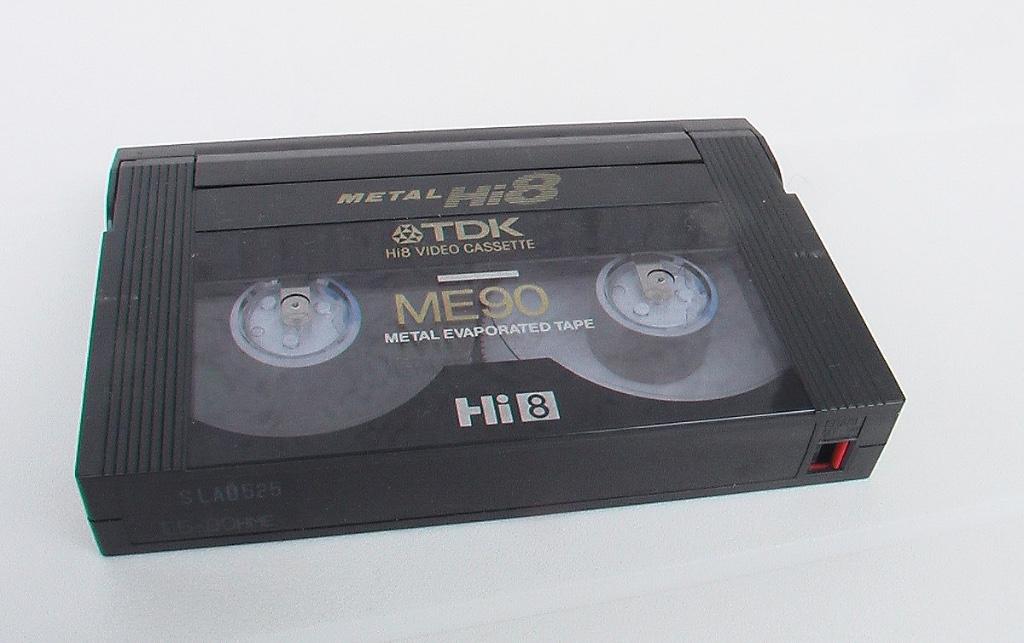 METAL Hi8
TDK
Hi8 VIDEO CASSETTE
ME90
METAL EVAPORATED TAPE
Hi8
SLA0525